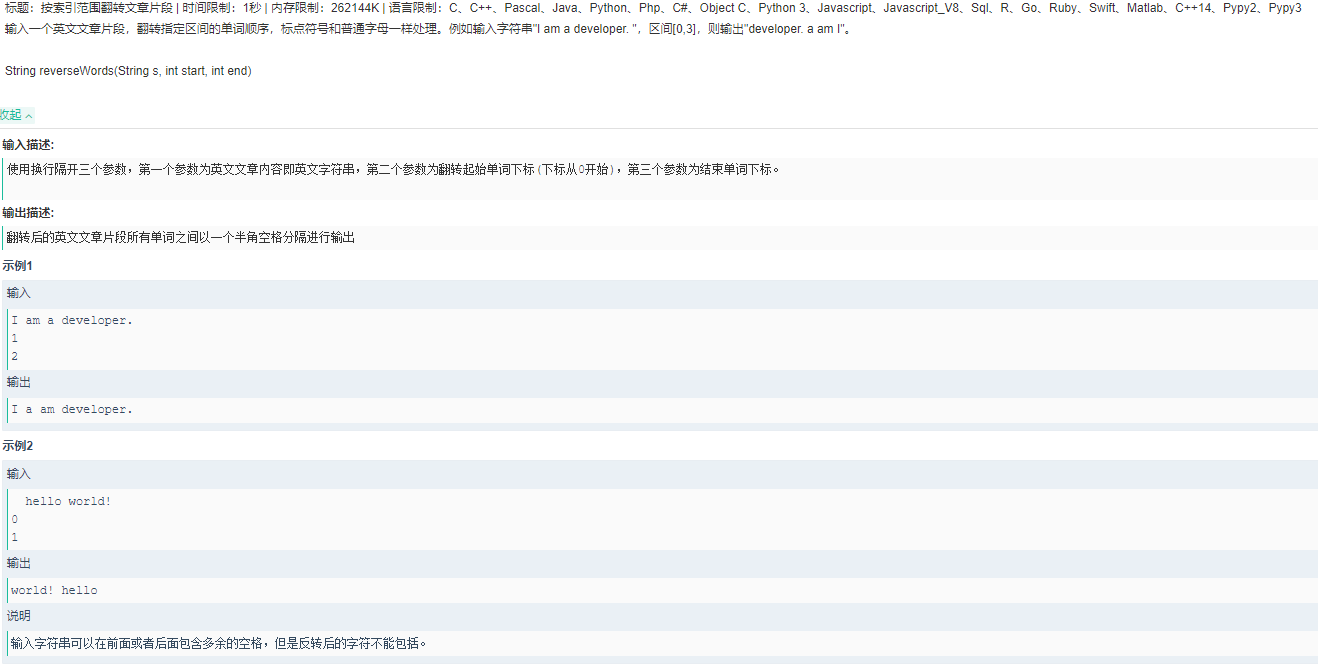 标题：按索引范围翻转文章片段 | 时间限制：1秒 | 内存限制：262144K | 语言限制：C、C++、Pascal、Java、Python、Php、C#、Object C、Python 3、Javascript、Javascript_V8、Sql、R、Go、Ruby、Swift、Matlab、C++14、Pypy2、Pypy3
输入一个英文文章片段，翻转指定区间的单词顺序，标点符号和普通字母一样处理。例如输入字符串"I am a developer. "，区间[0,3]，则输出"developer. a am I"。
String reverseWords(String s, int start, int end)
收起
输入描述:
使用换行隔开三个参数，第一个参数为英文文章内容即英文字符串，第二个参数为翻转起始单词下标(下标从0开始)，第三个参数为结束单词下标。
输出描述:
翻转后的英文文章片段所有单词之间以一个半角空格分隔进行输出
示例1
输入
I am a developer.
1
2
输出
I a am developer.
示例2
输入
hello world!
0
1
输出
world! hello
说明
输入字符串可以在前面或者后面包含多余的空格，但是反转后的字符不能包括。